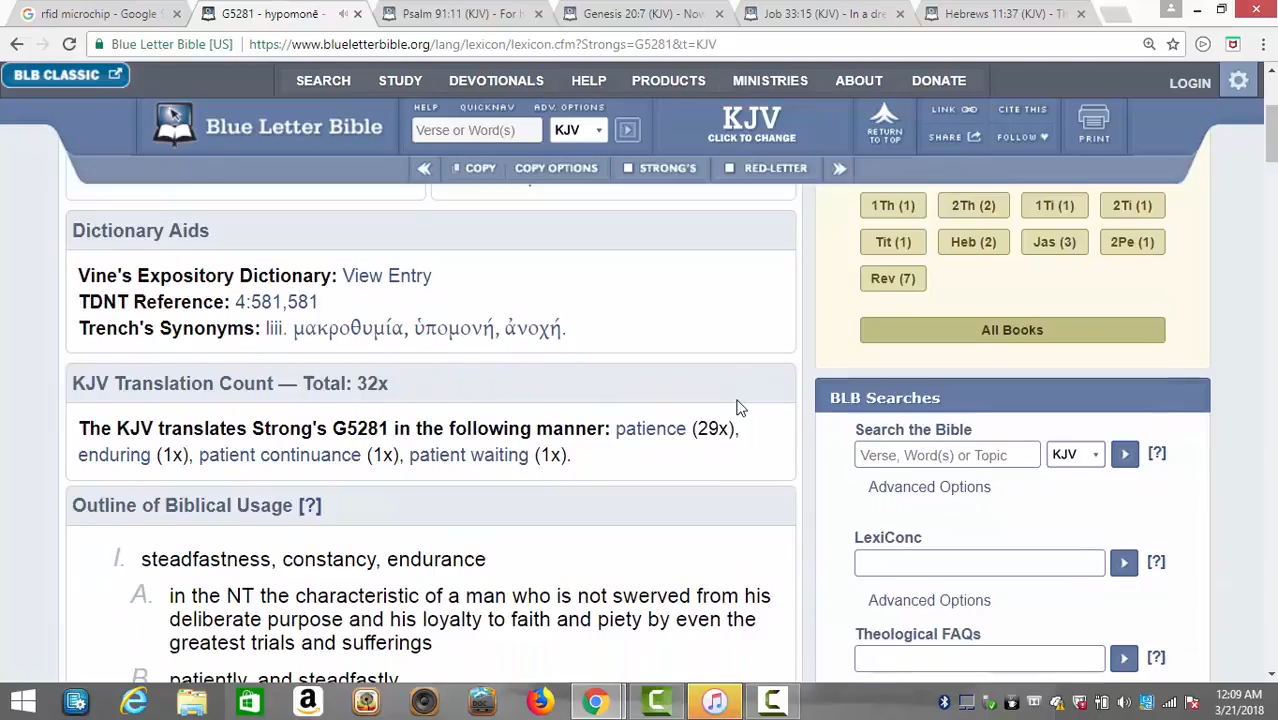 rfid microchip - Google S
G5281 - hypomonē
Psalm 91:11 (KJV) - For h
Genesis 20:7 (KJV) - Nov
Job 33:15 (KJV) - In a dre
Hebrews 11:37 (KJV) - Th
Blue Letter Bible [US]
https://www.blueletterbible.org/lang/lexicon/lexicon.cfm?Strongs=G5281&t=KJV
BLB CLASSIC
SEARCH STUDY DEVOTIONALS HELP PRODUCTS MINISTRIES ABOUT DONATE
LOGIN
Blue Letter Bible
HELP QUICKNAV ADV. OPTIONS
Verse or Word(s)
KJV
KJV
CLICK TO CHANGE
RETURN
TO TOP
LINK CITE THIS
SHARE FOLLOW
PRINT
COPY COPY OPTIONS STRONG'S RED-LETTER
Dictionary Aids
Vine's Expository Dictionary: View Entry
TDNT Reference: 4:581,581
Trench's Synonyms: liii. μακροθυμία, ὑπομονή, ἀνοχή.
KJV Translation Count — Total: 32x
The KJV translates Strong's G5281 in the following manner: patience (29x),
enduring (1x), patient continuance (1x), patient waiting (1x).
Outline of Biblical Usage [?]
I. steadfastness, constancy, endurance
A. in the NT the characteristic of a man who is not swerved from his
deliberate purpose and his loyalty to faith and piety by even the
greatest trials and sufferings
B. patiently, and steadfastly
1Th (1) 2Th (2) 1Ti (1) 2Ti (1)
Tit (1) Heb (2) Jas (3) 2Pe (1)
Rev (7)
All Books
BLB Searches
Search the Bible
Verse, Word(s) or Topic
KJV
[?]
Advanced Options
LexiConc
[?]
Advanced Options
Theological FAQs
[?]
12:09 AM
3/21/2018